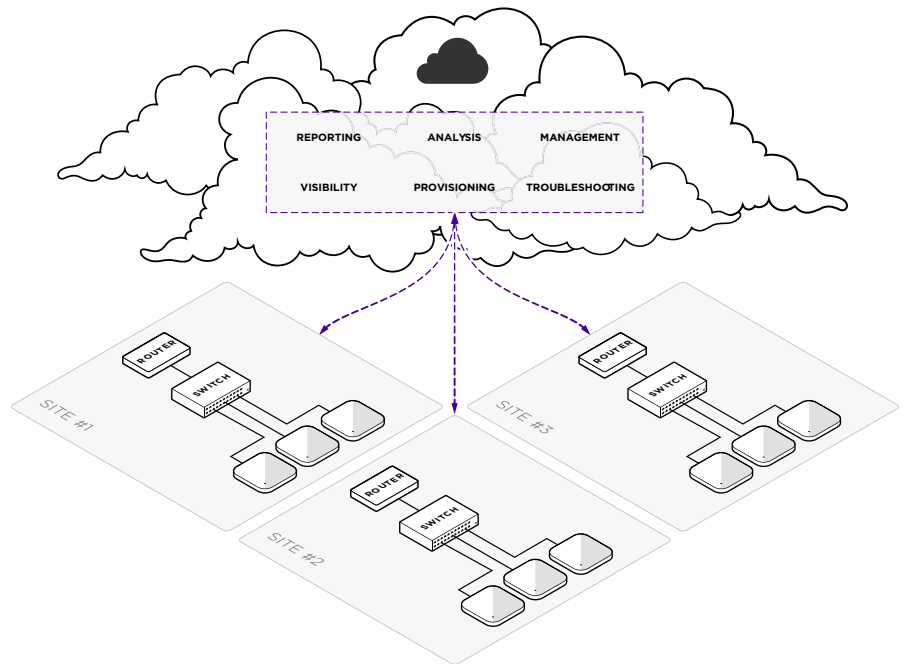 REPORTING ANALYSIS MANAGEMENT
VISIBILITY PROVISIONING TROUBLESHOOTING
ROUTER
SWITCH
SITE #1
ROUTER
SWITCH
SITE #3
ROUTER
SWITCH
SITE #2